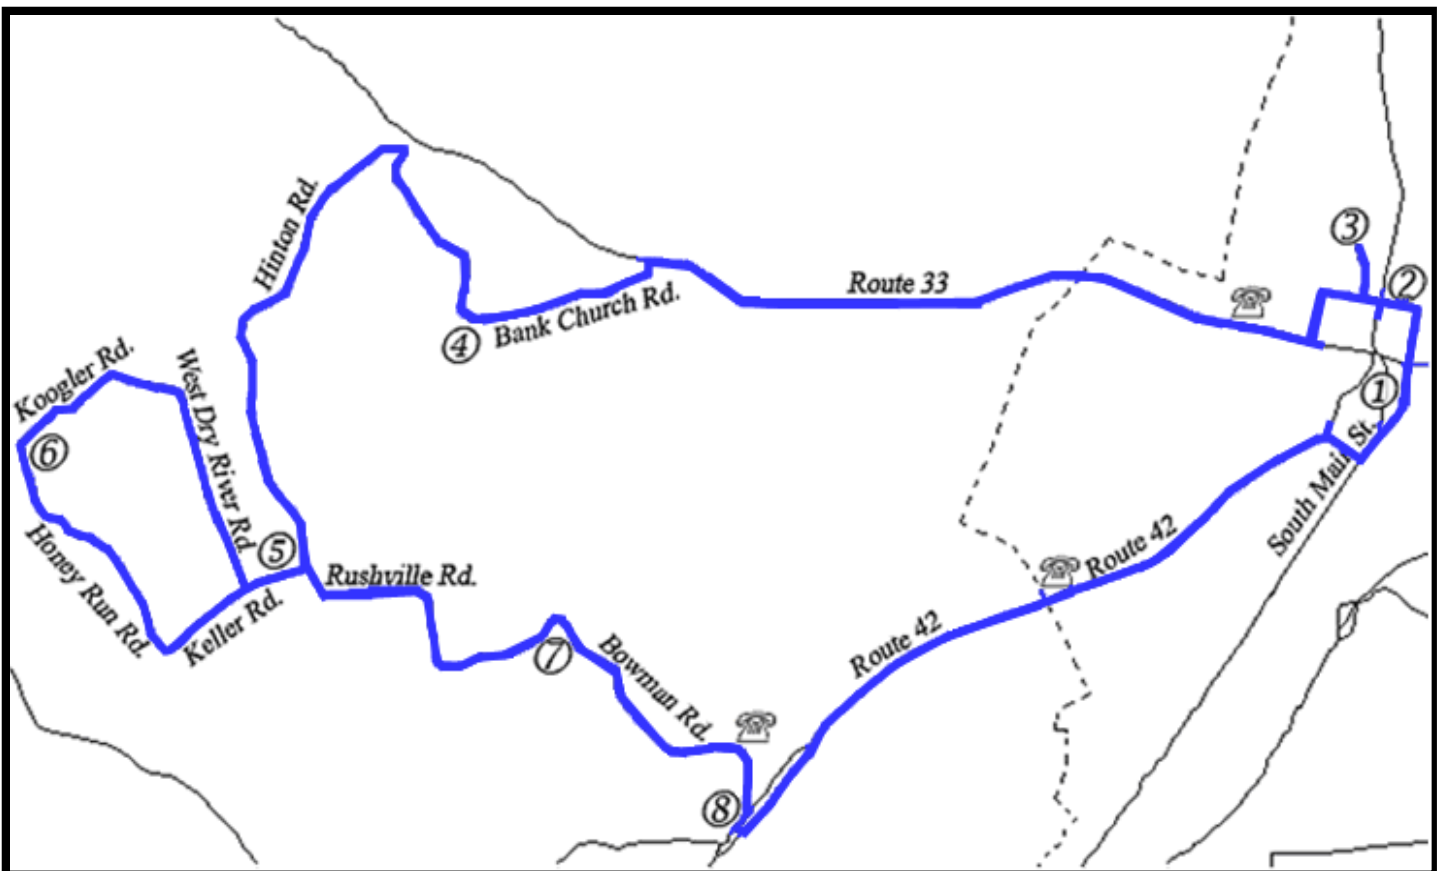 Hinton Rd.
3
Route 33
2
Bank Church Rd.
4
Koogler Rd.
West Dry River Rd.
1
6
South Main St.
Honey Run Rd.
5
Rushville Rd.
Route 42
Keller Rd.
7
Bowman Rd.
Route 42
8